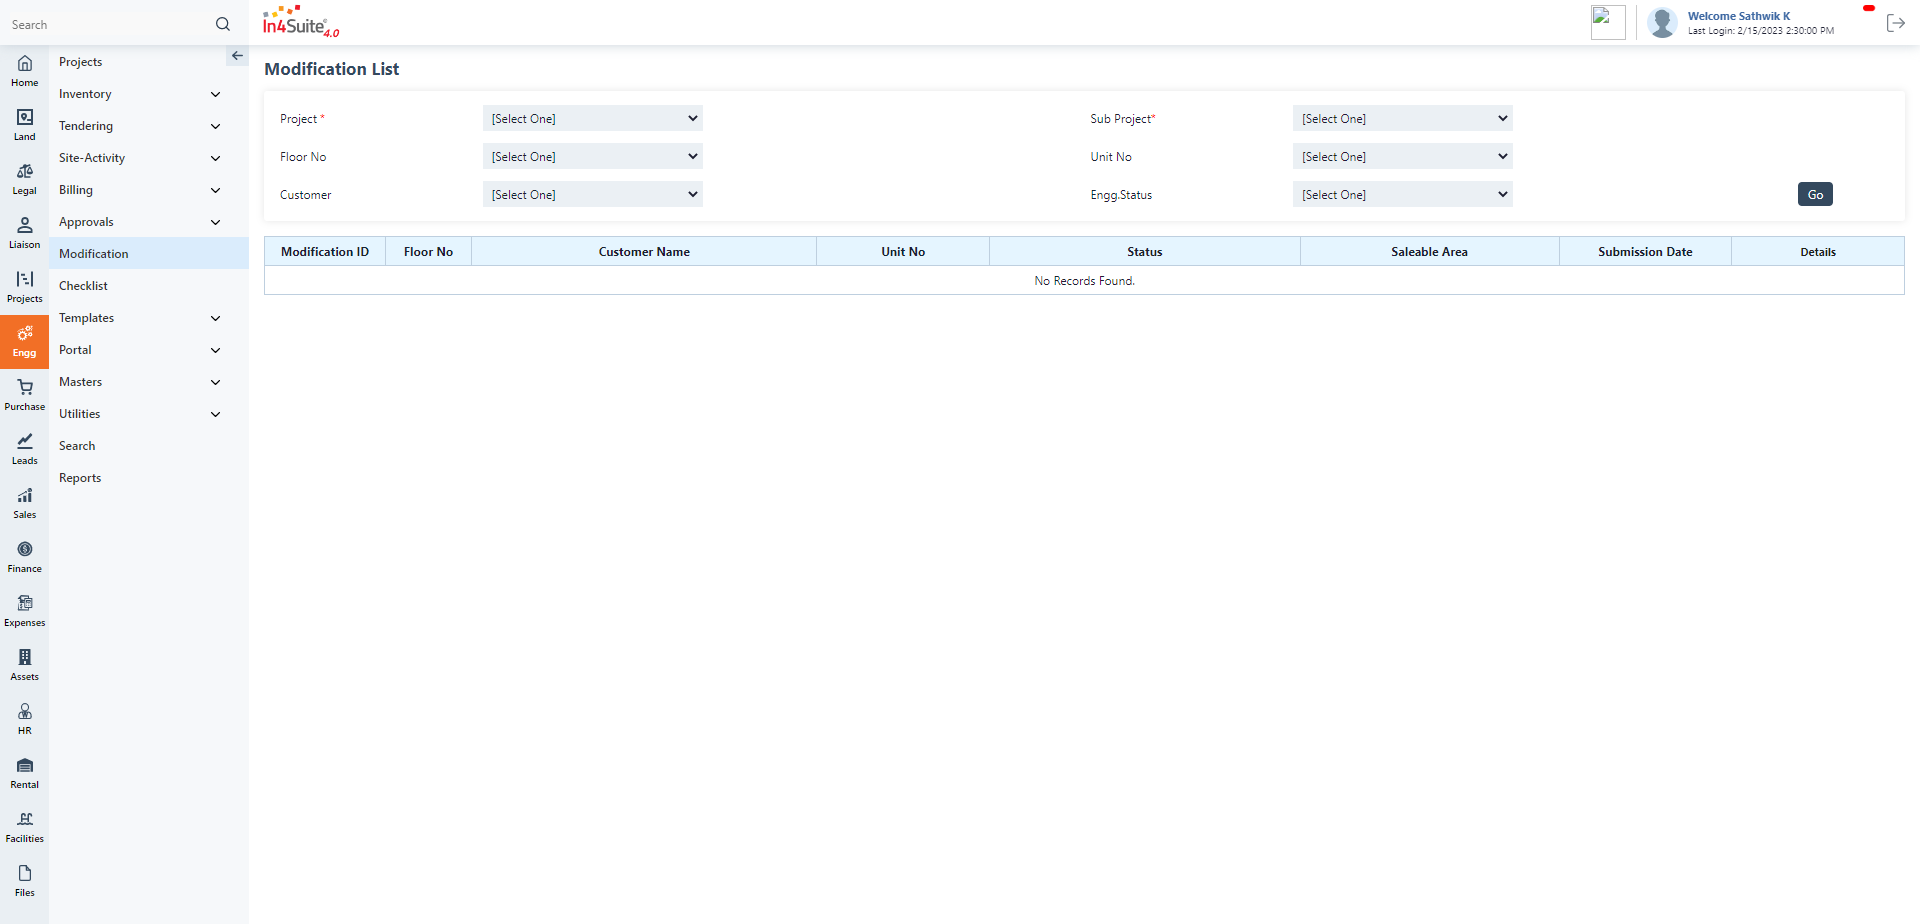 Search
In4Suite® 4.0
Welcome Sathwik K
Last Login: 2/15/2023 2:30:00 PM
Home
Land
Legal
Liaison
Projects
Engg
Purchase
Leads
Sales
Finance
Expenses
Assets
HR
Rental
Facilities
Files
Projects
Inventory
Tendering
Site-Activity
Billing
Approvals
Modification
Checklist
Templates
Portal
Masters
Utilities
Search
Reports
Modification List
Project * [Select One] Sub Project* [Select One]
Floor No [Select One] Unit No [Select One]
Customer [Select One] Engg.Status [Select One] Go
Modification ID Floor No Customer Name Unit No Status Saleable Area Submission Date Details
No Records Found.